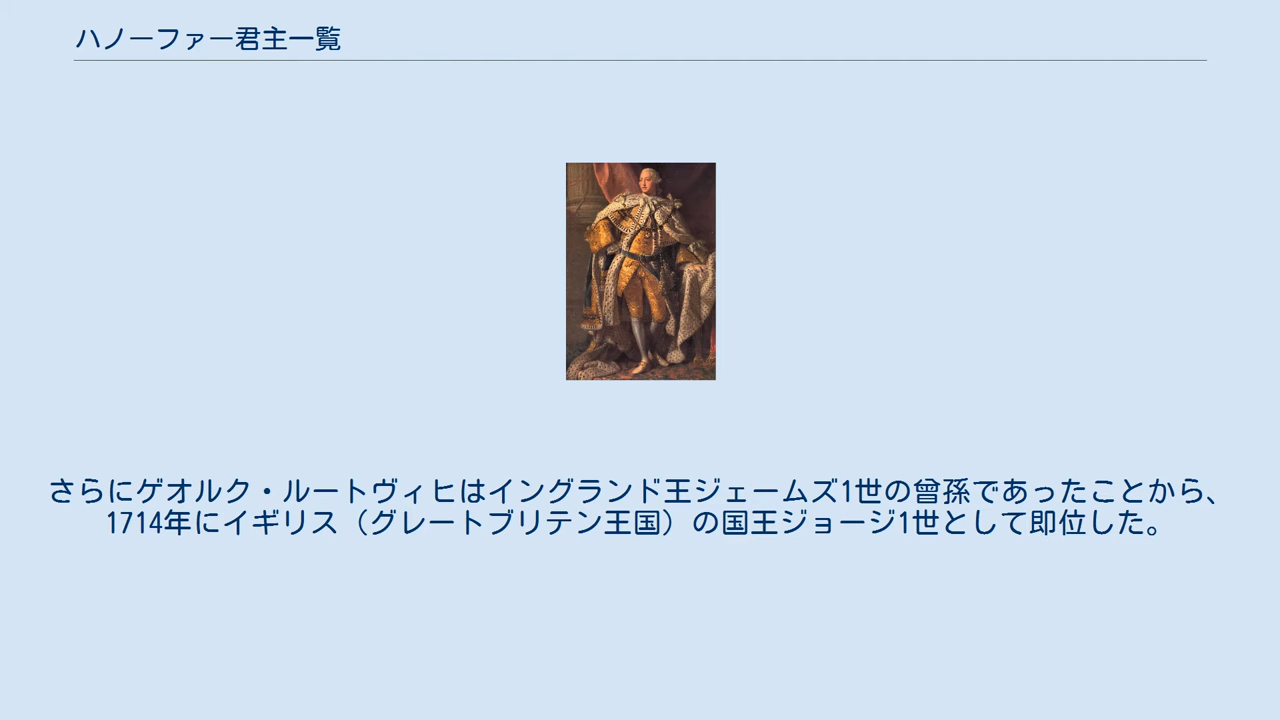 ハノーファー君主一覧
さらにゲオルク・ルートヴィヒはイングランド王ジェームズ1世の曾孫であったことから、
1714年にイギリス（グレートブリテン王国）の国王ジョージ1世として即位した。